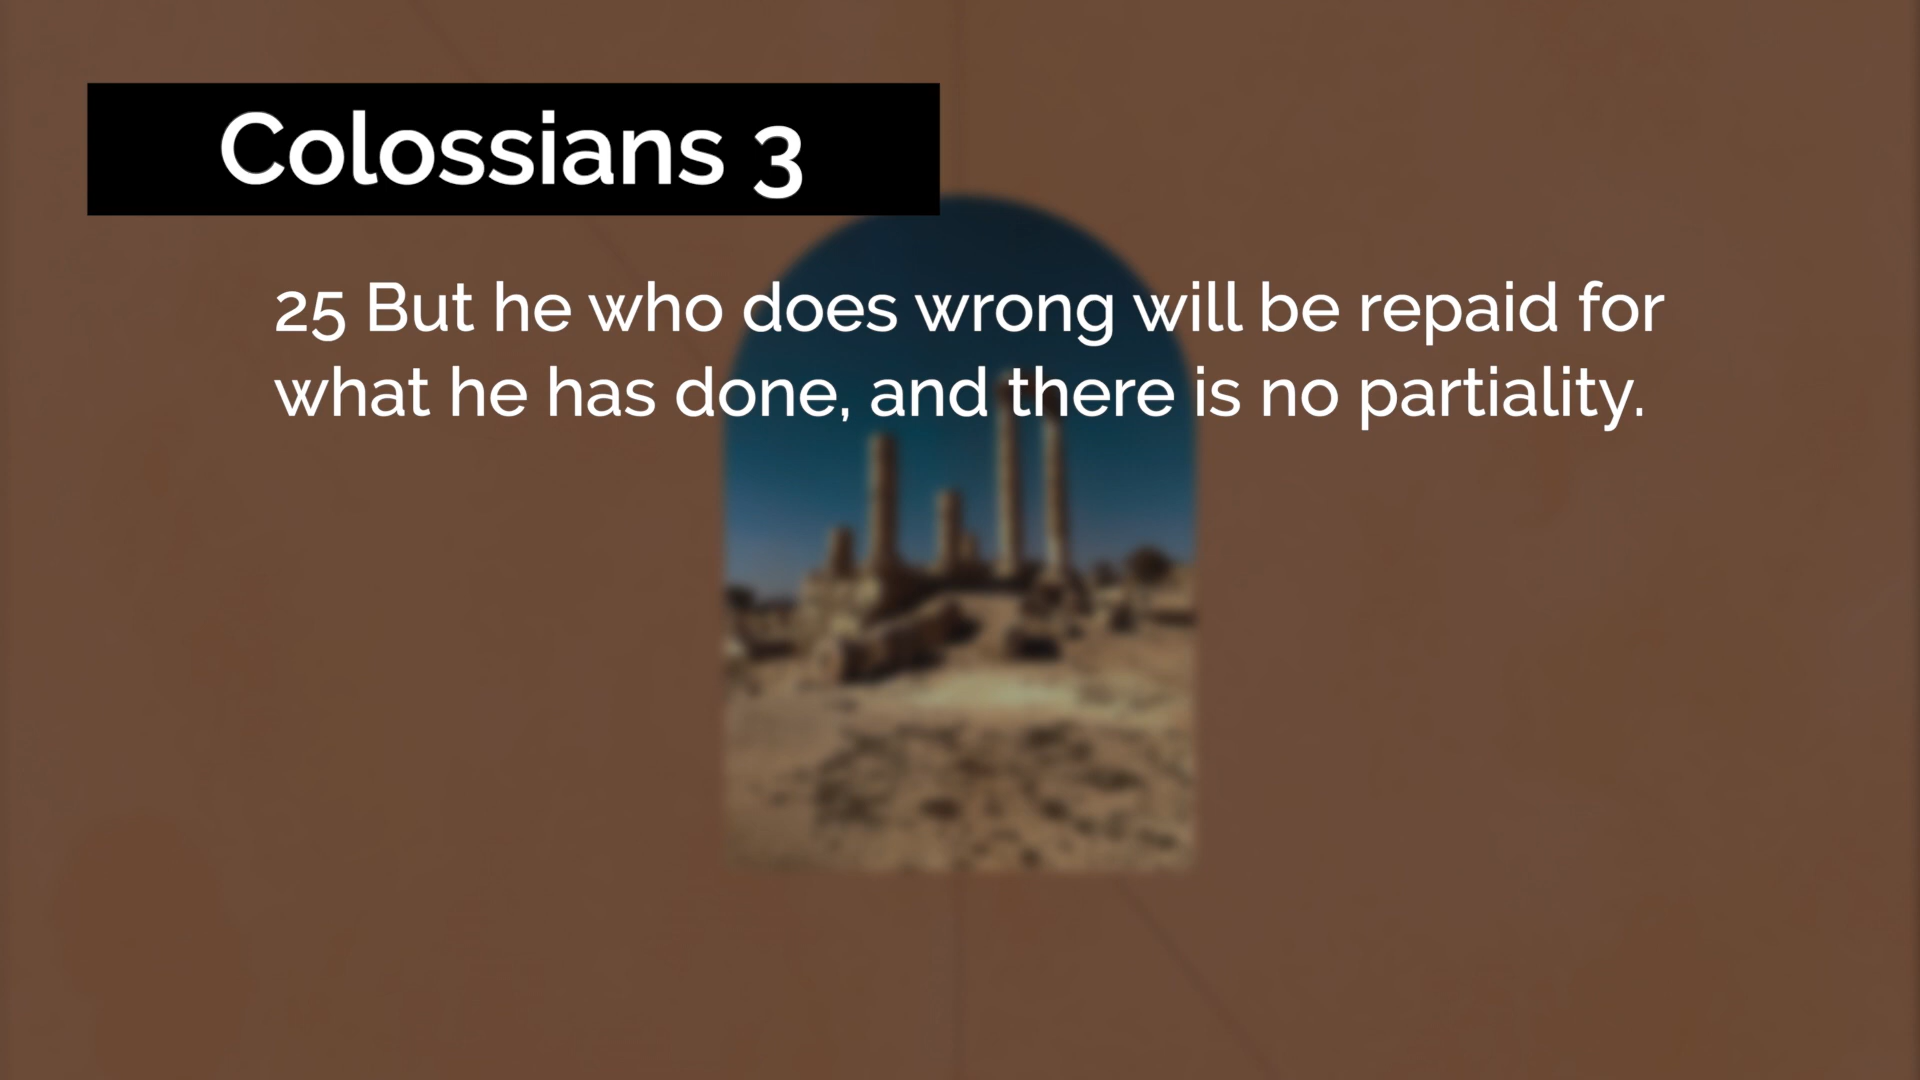 Colossians 3
25 But he who does wrong will be repaid for
what he has done, and there is no partiality.